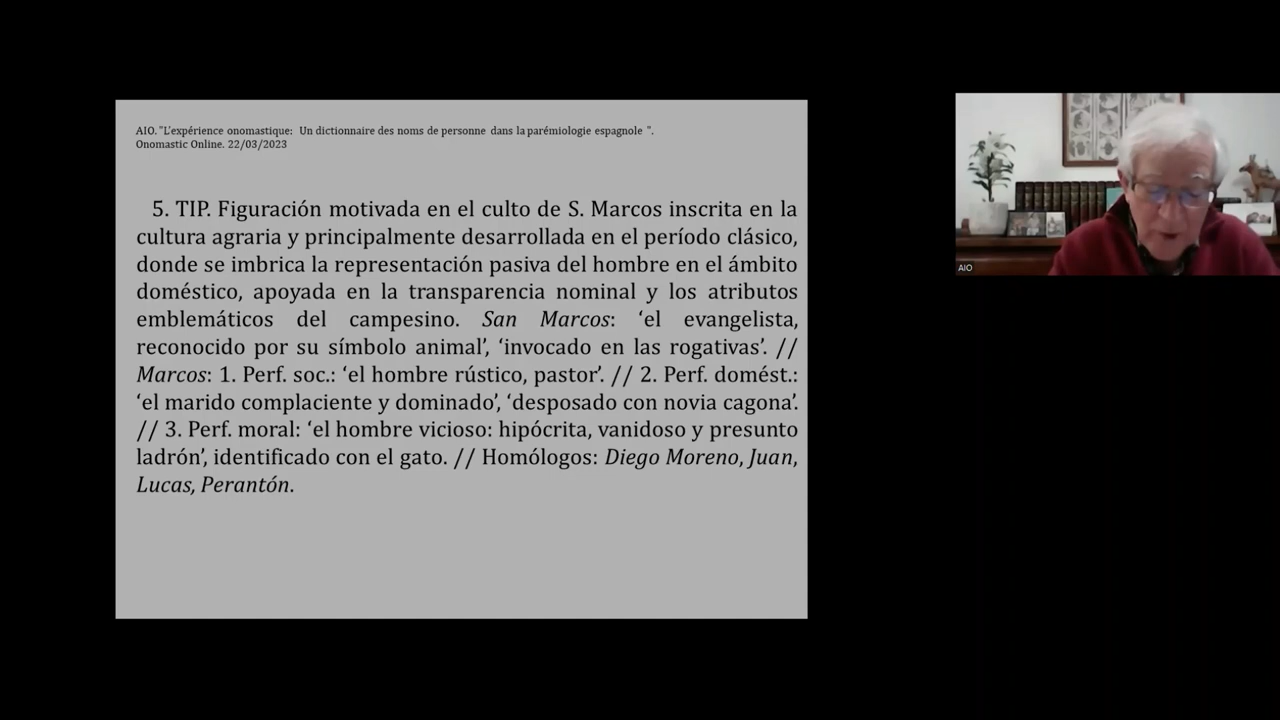 AIO. "L'expérience onomastique: Un dictionnaire des noms de personne dans la parémiologie espagnole ".
Onomastic Online. 22/03/2023
5. TIP. Figuración motivada en el culto de S. Marcos inscrita en la
cultura agraria y principalmente desarrollada en el período clásico,
donde se imbrica la representación pasiva del hombre en el ámbito
doméstico, apoyada en la transparencia nominal y los atributos
emblemáticos del campesino. San Marcos: ‘el evangelista,
reconocido por su símbolo animal’, ‘invocado en las rogativas’. //
Marcos: 1. Perf. soc.: ‘el hombre rústico, pastor’. // 2. Perf. domést.:
‘el marido complaciente y dominado’, ‘desposado con novia cagona’.
// 3. Perf. moral: ‘el hombre vicioso: hipócrita, vanidoso y presunto
ladrón’, identificado con el gato. // Homólogos: Diego Moreno, Juan,
Lucas, Perantón.
AIO